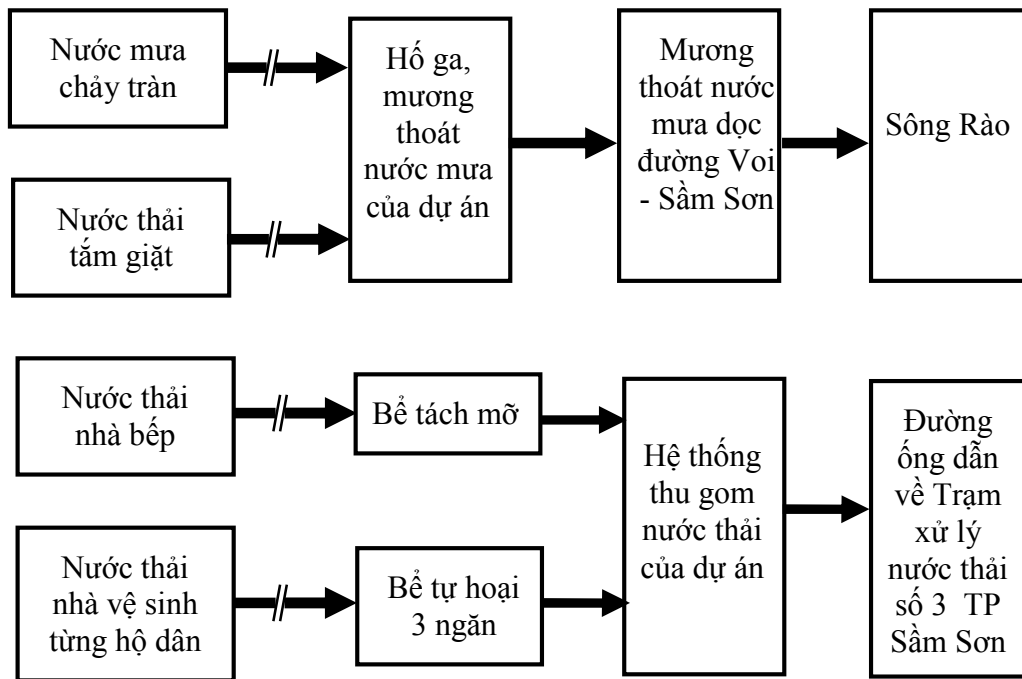 Nước mưa
chảy tràn
Nước thải
tắm giặt
Hố ga,
mương
thoát
nước mưa
của dự án
Mương
thoát nước
mưa dọc
đường Voi
- Sầm Sơn
Sông Rào
Nước thải
nhà bếp
Bể tách mỡ
Nước thải
nhà vệ sinh
từng hộ dân
Bể tự hoại
3 ngăn
Hệ thống
thu gom
nước thải
của dự án
Đường
ống dẫn
về Trạm
xử lý
nước thải
số 3 TP
Sầm Sơn